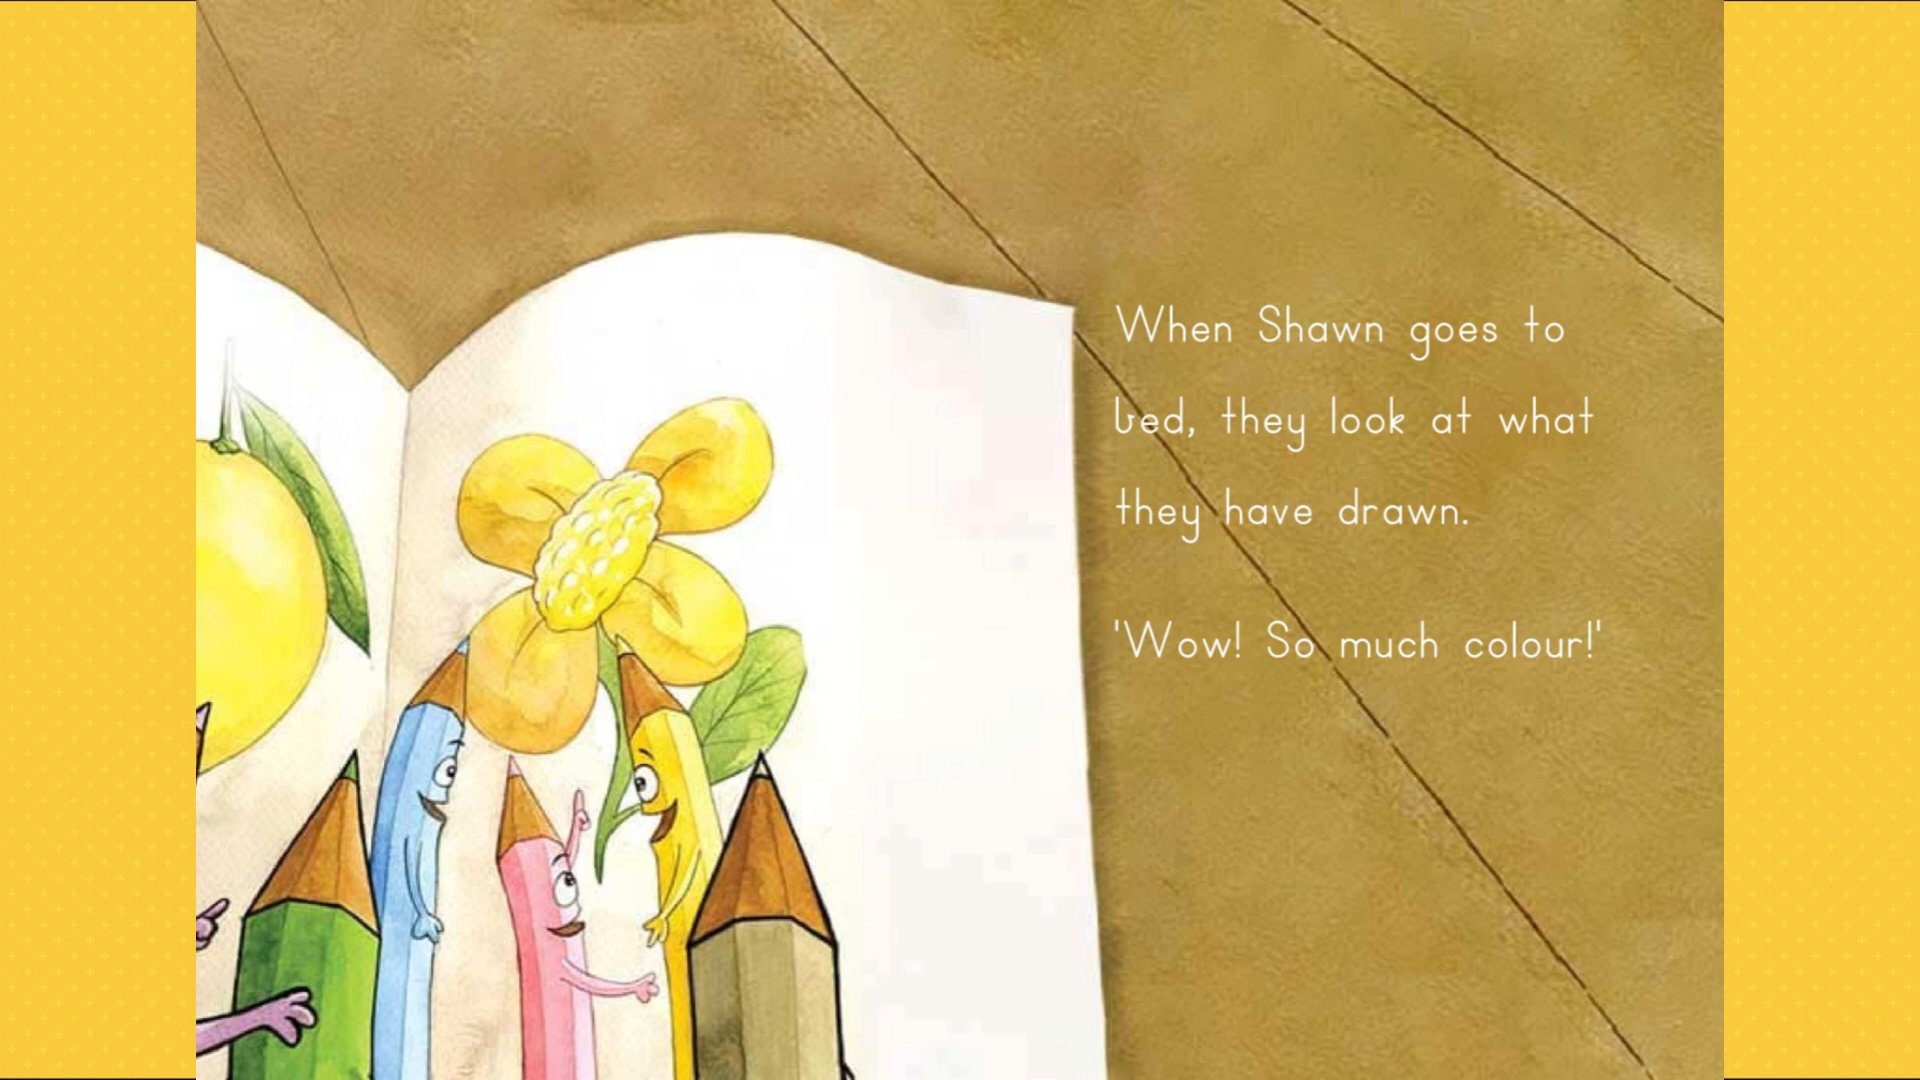 When Shawn goes to
bed, they look at what
they have drawn.
'Wow! So much colour!'